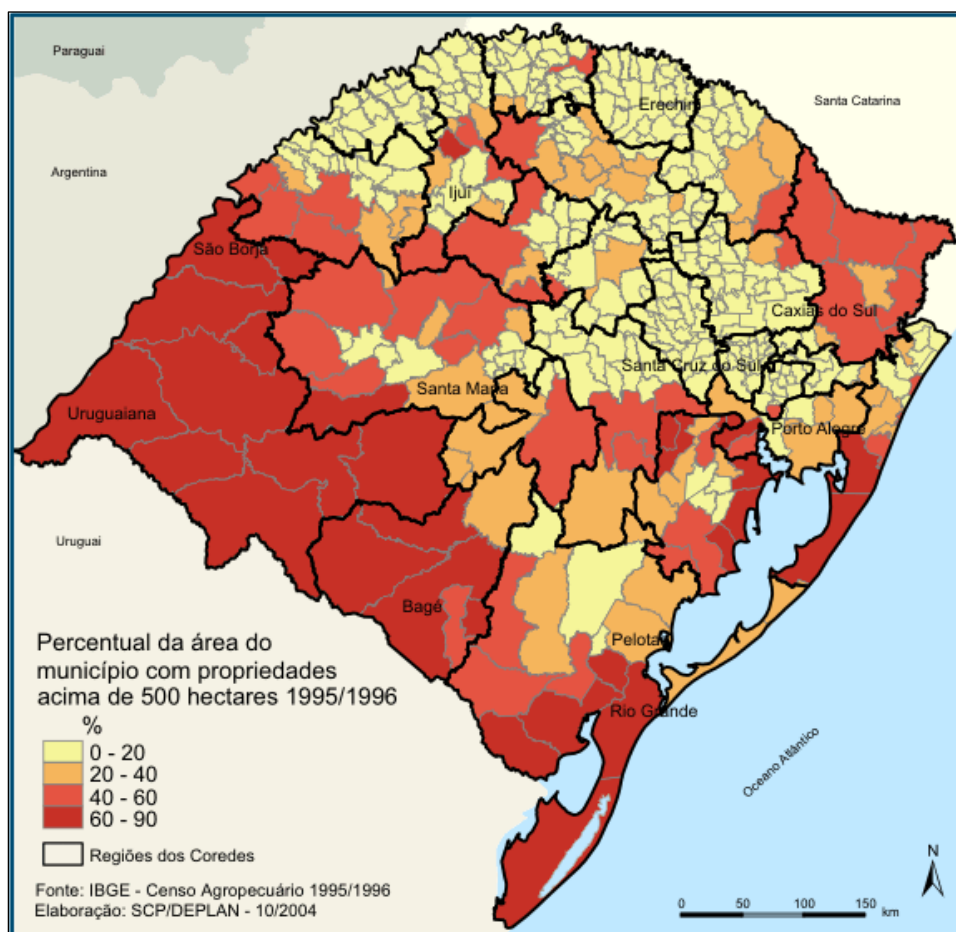 Paraguai
Santa Catarina
Erechim
Argentina
Ijuí
São Borja
Caxias do Sul
Santa Cruz do Sul
Santa Maria
Uruguaiana
Porto Alegre
Uruguai
Bagé
Pelotas
Rio Grande
Oceano Atlântico
Percentual da área do
município com propriedades
acima de 500 hectares 1995/1996
%
0 - 20
20 - 40
40 - 60
60 - 90
Regiões dos Coredes
Fonte: IBGE - Censo Agropecuário 1995/1996
Elaboração: SCP/DEPLAN - 10/2004
N
0 50 100 150
km